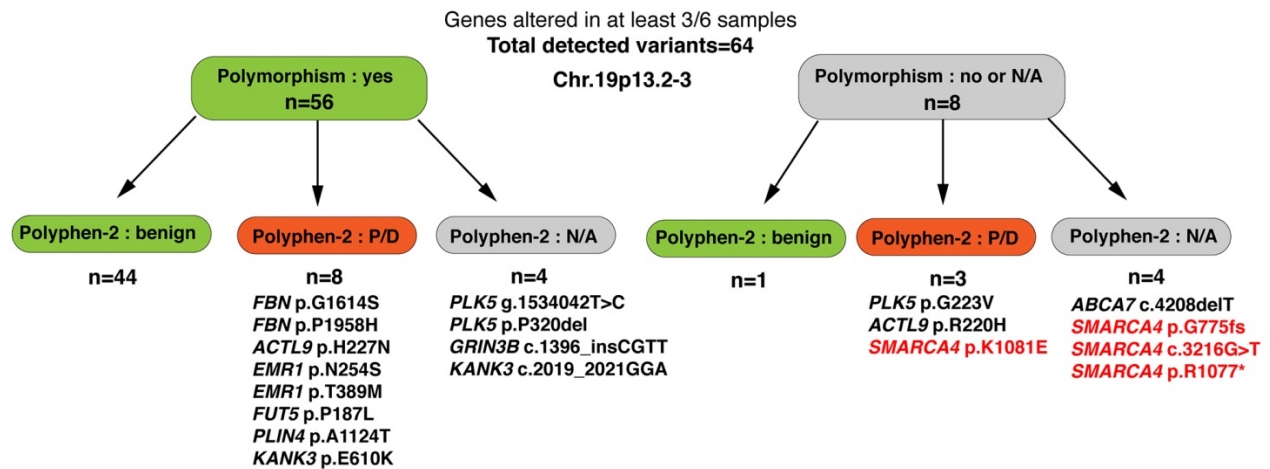 Genes altered in at least 3/6 samples
Total detected variants=64
Chr.19p13.2-3
Polymorphism : yes
n=56
Polymorphism : no or N/A
n=8
Polyphen-2 : benign
n=44
Polyphen-2 : P/D
n=8
FBN p.G1614S
FBN p.P1958H
ACTL9 p.H227N
EMR1 p.N254S
EMR1 p.T389M
FUT5 p.P187L
PLIN4 p.A1124T
KANK3 p.E610K
Polyphen-2 : N/A
n=4
PLK5 g.1534042T>C
PLK5 p.P320del
GRIN3B c.1396_insCGTT
KANK3 c.2019_2021GGA
Polyphen-2 : benign
n=1
Polyphen-2 : P/D
n=3
PLK5 p.G223V
ACTL9 p.R220H
SMARCA4 p.K1081E
Polyphen-2 : N/A
n=4
ABCA7 c.4208delT
SMARCA4 p.G775fs
SMARCA4 c.3216G>T
SMARCA4 p.R1077*